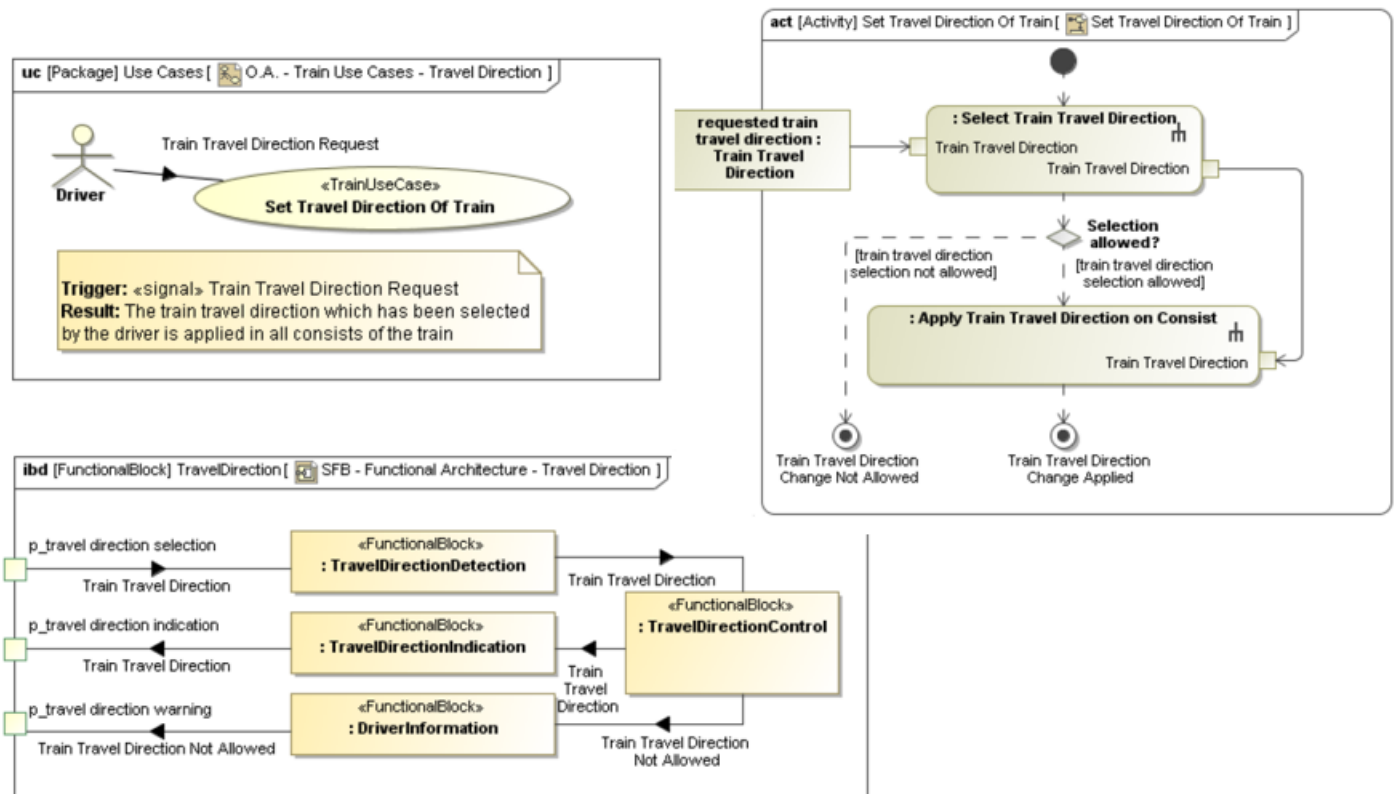 uc [Package] Use Cases [ O.A. - Train Use Cases - Travel Direction ]
Train Travel Direction Request
Driver
«TrainUseCase»
Set Travel Direction Of Train
Trigger: «signal» Train Travel Direction Request
Result: The train travel direction which has been selected
by the driver is applied in all consists of the train
act [Activity] Set Travel Direction Of Train [ Set Travel Direction Of Train ]
requested train
travel direction :
Train Travel
Direction
: Select Train Travel Direction
Train Travel Direction
Train Travel Direction
Selection
allowed?
[train travel direction
selection not allowed]
[train travel direction
selection allowed]
: Apply Train Travel Direction on Consist
Train Travel Direction
Train Travel Direction
Change Not Allowed
Train Travel Direction
Change Applied
ibd [FunctionalBlock] TravelDirection [ SFB - Functional Architecture - Travel Direction ]
p_travel direction selection
Train Travel Direction
«FunctionalBlock»
: TravelDirectionDetection
Train Travel Direction
«FunctionalBlock»
: TravelDirectionControl
p_travel direction indication
Train Travel Direction
«FunctionalBlock»
: TravelDirectionIndication
Train
Travel
Direction
p_travel direction warning
Train Travel Direction Not Allowed
«FunctionalBlock»
: DriverInformation
Train Travel Direction
Not Allowed